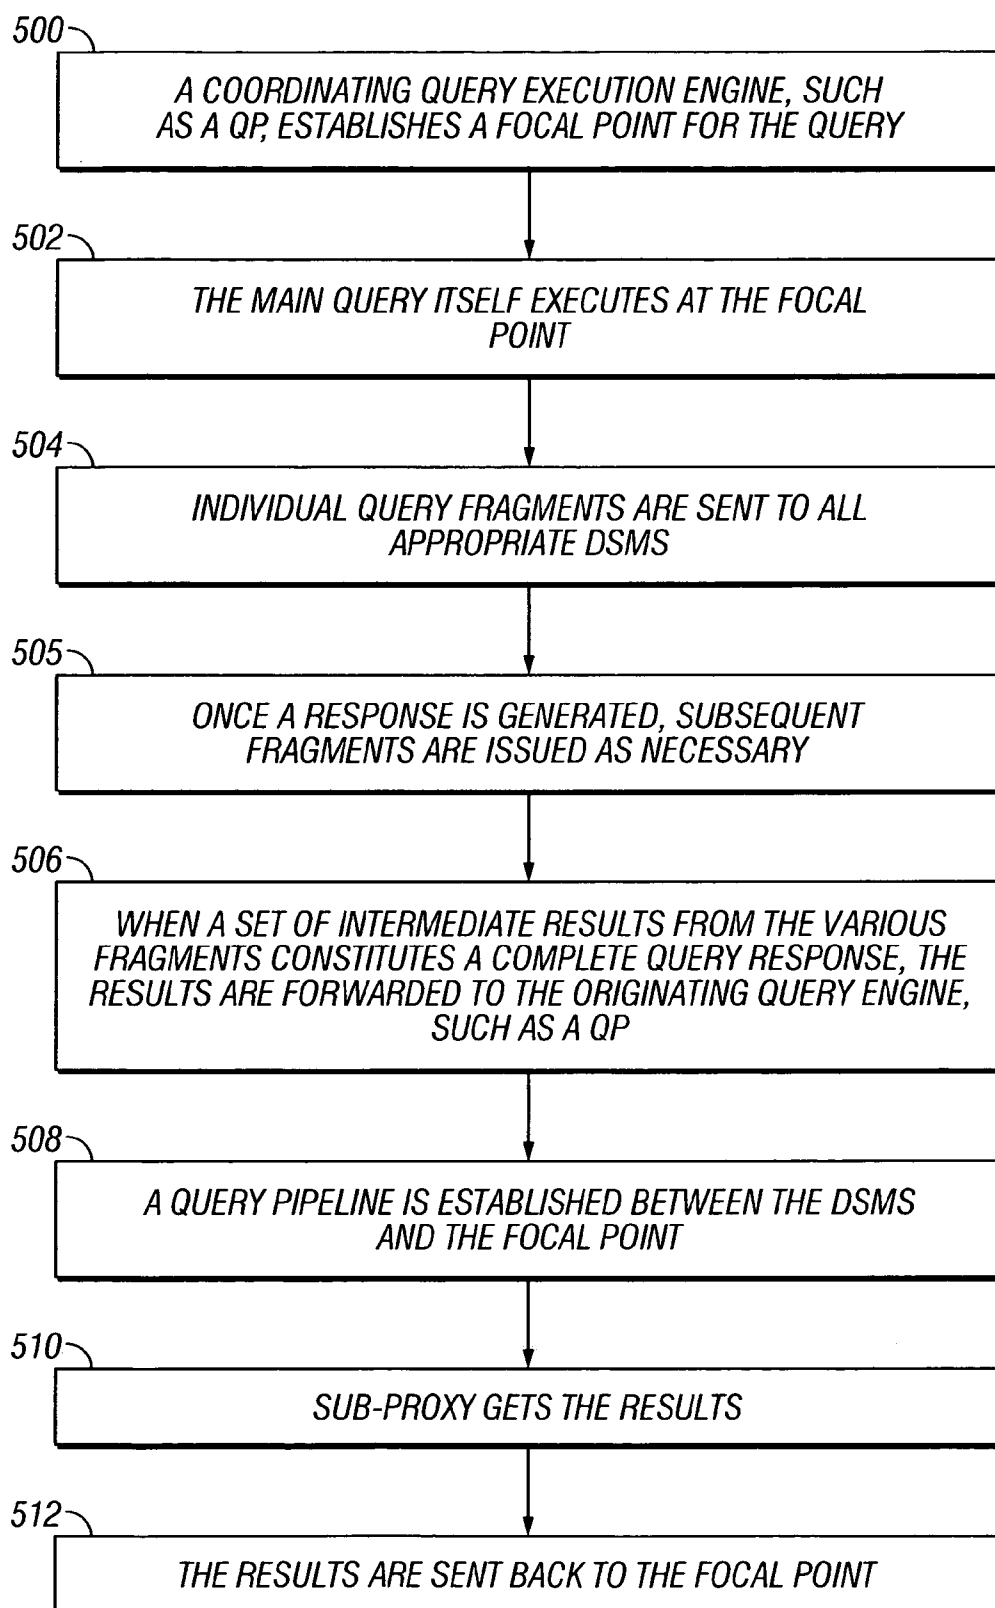 500
A COORDINATING QUERY EXECUTION ENGINE, SUCH
AS A QP, ESTABLISHES A FOCAL POINT FOR THE QUERY
502
THE MAIN QUERY ITSELF EXECUTES AT THE FOCAL
POINT
504
INDIVIDUAL QUERY FRAGMENTS ARE SENT TO ALL
APPROPRIATE DSMS
505
ONCE A RESPONSE IS GENERATED, SUBSEQUENT
FRAGMENTS ARE ISSUED AS NECESSARY
506
WHEN A SET OF INTERMEDIATE RESULTS FROM THE VARIOUS
FRAGMENTS CONSTITUTES A COMPLETE QUERY RESPONSE, THE
RESULTS ARE FORWARDED TO THE ORIGINATING QUERY ENGINE,
SUCH AS A QP
508
A QUERY PIPELINE IS ESTABLISHED BETWEEN THE DSMS
AND THE FOCAL POINT
510
SUB-PROXY GETS THE RESULTS
512
THE RESULTS ARE SENT BACK TO THE FOCAL POINT